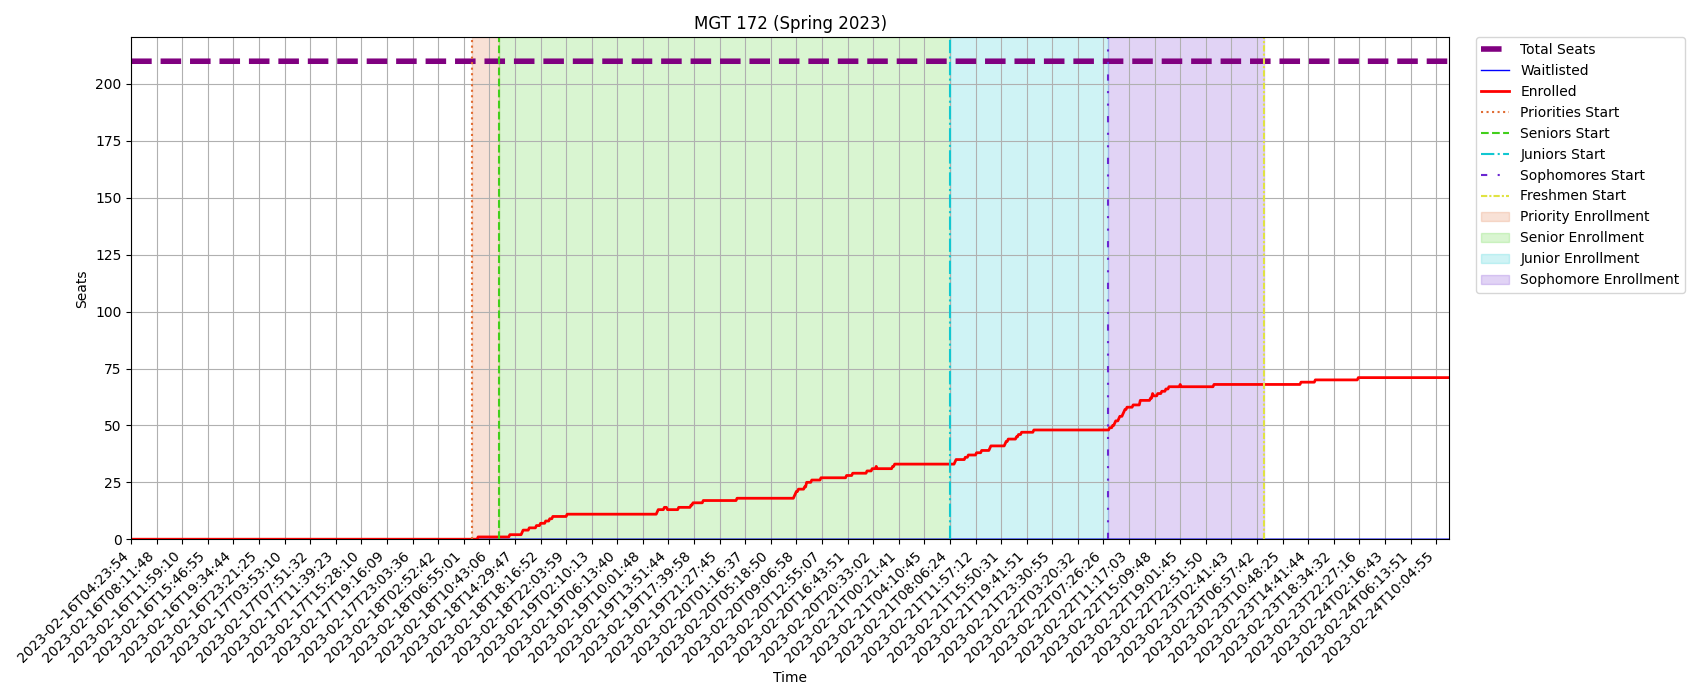 MGT 172 (Spring 2023)
Seats
200
175
150
125
100
75
50
25
0
2023-02-16T04:23:54
2023-02-16T08:11:48
2023-02-16T11:59:10
2023-02-16T15:46:55
2023-02-16T19:34:44
2023-02-16T23:21:25
2023-02-17T03:53:10
2023-02-17T07:51:32
2023-02-17T11:39:23
2023-02-17T15:28:10
2023-02-17T19:16:09
2023-02-17T23:03:36
2023-02-18T02:52:42
2023-02-18T06:55:01
2023-02-18T10:43:06
2023-02-18T14:29:47
2023-02-18T18:16:52
2023-02-18T22:03:59
2023-02-19T02:10:13
2023-02-19T06:13:40
2023-02-19T10:01:48
2023-02-19T13:51:44
2023-02-19T17:39:58
2023-02-19T21:27:45
2023-02-20T01:16:37
2023-02-20T05:18:50
2023-02-20T09:06:58
2023-02-20T12:55:07
2023-02-20T16:43:51
2023-02-20T20:33:02
2023-02-21T00:21:41
2023-02-21T04:10:45
2023-02-21T08:06:24
2023-02-21T11:57:12
2023-02-21T15:50:31
2023-02-21T19:41:51
2023-02-21T23:30:55
2023-02-22T03:20:32
2023-02-22T07:26:26
2023-02-22T11:17:03
2023-02-22T15:09:48
2023-02-22T19:01:45
2023-02-22T22:51:50
2023-02-23T02:41:43
2023-02-23T06:57:42
2023-02-23T10:48:25
2023-02-23T14:41:44
2023-02-23T18:34:32
2023-02-23T22:27:16
2023-02-24T02:16:43
2023-02-24T06:13:51
2023-02-24T10:04:55
Time
Total Seats
Waitlisted
Enrolled
Priorities Start
Seniors Start
Juniors Start
Sophomores Start
Freshmen Start
Priority Enrollment
Senior Enrollment
Junior Enrollment
Sophomore Enrollment